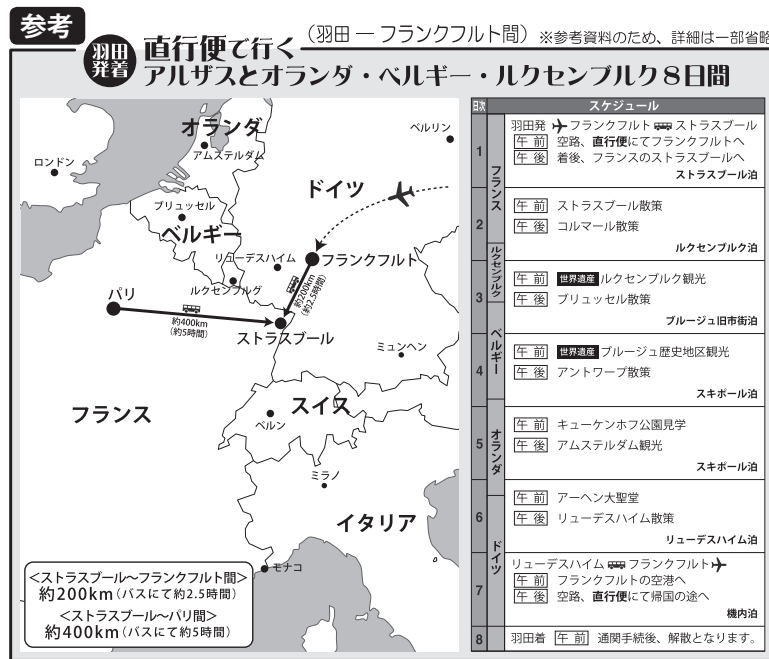 参考
羽田発着 直行便で行く（羽田 ― フランクフルト間）※参考資料のため、詳細は一部省略
アルザスとオランダ・ベルギー・ルクセンブルク8日間
オランダ
アムステルダム
ベルリン
ロンドン
ドイツ
ブリュッセル
ベルギー
リューデスハイム
フランクフルト
ルクセンブルグ
約200km
(約2.5時間)
パリ
約400km
(約5時間)
ストラスブール
ミュンヘン
フランス
スイス
ベルン
ミラノ
イタリア
モナコ
＜ストラスブール〜フランクフルト間＞
約200km（バスにて約2.5時間）
＜ストラスブール〜パリ間＞
約400km（バスにて約5時間）
日次 スケジュール
フランス
ルクセンブルク
ベルギー
オランダ
ドイツ
1 羽田発 フランクフルト ストラスブール
午前 空路、直行便にてフランクフルトへ
午後 着後、フランスのストラスブールへ
ストラスブール泊
2 午前 ストラスブール散策
午後 コルマール散策
ルクセンブルク泊
3 午前 世界遺産 ルクセンブルク観光
午後 ブリュッセル散策
ブルージュ旧市街泊
4 午前 世界遺産 ブルージュ歴史地区観光
午後 アントワープ散策
スキポール泊
5 午前 キューケンホフ公園見学
午後 アムステルダム観光
スキポール泊
6 午前 アーヘン大聖堂
午後 リューデスハイム散策
リューデスハイム泊
7 リューデスハイム フランクフルト
午前 フランクフルトの空港へ
午後 空路、直行便にて帰国の途へ
機内泊
8 羽田着 午前 通関手続後、解散となります。